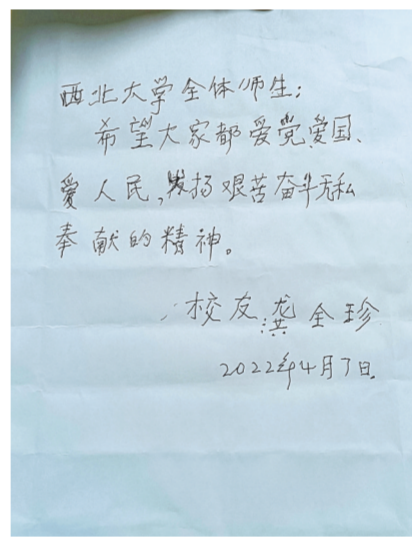 西北大学全体师生:
希望大家都爱党爱国、
爱人民,发扬艰苦奋斗无私
奉献的精神。
校友龚全珍
2022年4月7日.